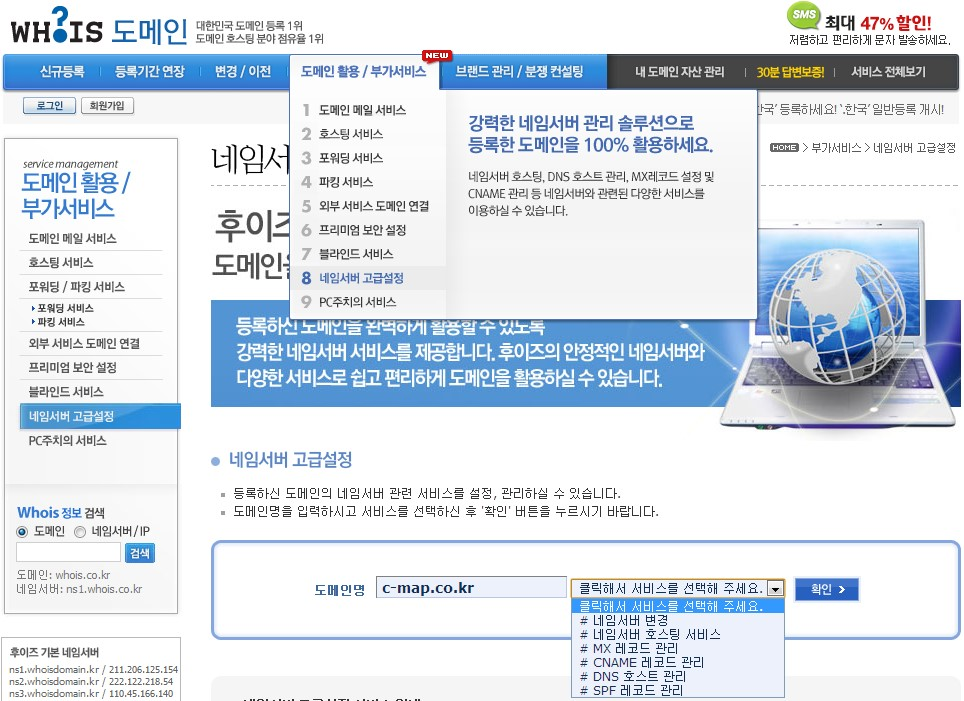 WH?IS 도메인
대한민국 도메인 등록 1위
도메인 호스팅 분야 점유율 1위
SMS 최대 47% 할인!
저렴하고 편리하게 문자 발송하세요.
NEW
신규등록
등록기간 연장
변경 / 이전
도메인 활용 / 부가서비스
브랜드 관리 / 분쟁 컨설팅
내 도메인 자산 관리
30분 답변보증!
서비스 전체보기
로그인
회원가입
한국' 등록하세요! '.한국' 일반등록 개시!
1 도메인 메일 서비스
2 호스팅 서비스
3 포워딩 서비스
4 파킹 서비스
5 외부 서비스 도메인 연결
6 프리미엄 보안 설정
7 블라인드 서비스
8 네임서버 고급설정
9 PC주치의 서비스
강력한 네임서버 관리 솔루션으로
등록한 도메인을 100% 활용하세요.
네임서버 호스팅, DNS 호스트 관리, MX레코드 설정 및
CNAME 관리 등 네임서버와 관련된 다양한 서비스를
이용하실 수 있습니다.
HOME > 부가서비스 > 네임서버 고급설정
service management
도메인 활용 /
부가서비스
도메인 메일 서비스
호스팅 서비스
포워딩 / 파킹 서비스
포워딩 서비스
파킹 서비스
외부 서비스 도메인 연결
프리미엄 보안 설정
블라인드 서비스
네임서버 고급설정
PC주치의 서비스
Whois 정보 검색
도메인 네임서버/IP
검색
도메인: whois.co.kr
네임서버: ns1.whois.co.kr
후이즈 기본 네임서버
ns1.whoisdomain.kr / 211.206.125.154
ns2.whoisdomain.kr / 222.122.218.54
ns3.whoisdomain.kr / 110.45.166.140
네임서
후이즈
도메인을
등록하신 도메인을 완벽하게 활용할 수 있도록
강력한 네임서버 서비스를 제공합니다. 후이즈의 안정적인 네임서버와
다양한 서비스로 쉽고 편리하게 도메인을 활용하실 수 있습니다.
네임서버 고급설정
등록하신 도메인의 네임서버 관련 서비스를 설정, 관리하실 수 있습니다.
도메인명을 입력하시고 서비스를 선택하신 후 '확인' 버튼을 누르시기 바랍니다.
도메인명 c-map.co.kr 클릭해서 서비스를 선택해 주세요. 확인 >
클릭해서 서비스를 선택해 주세요.
# 네임서버 변경
# 네임서버 호스팅 서비스
# MX 레코드 관리
# CNAME 레코드 관리
# DNS 호스트 관리
# SPF 레코드 관리